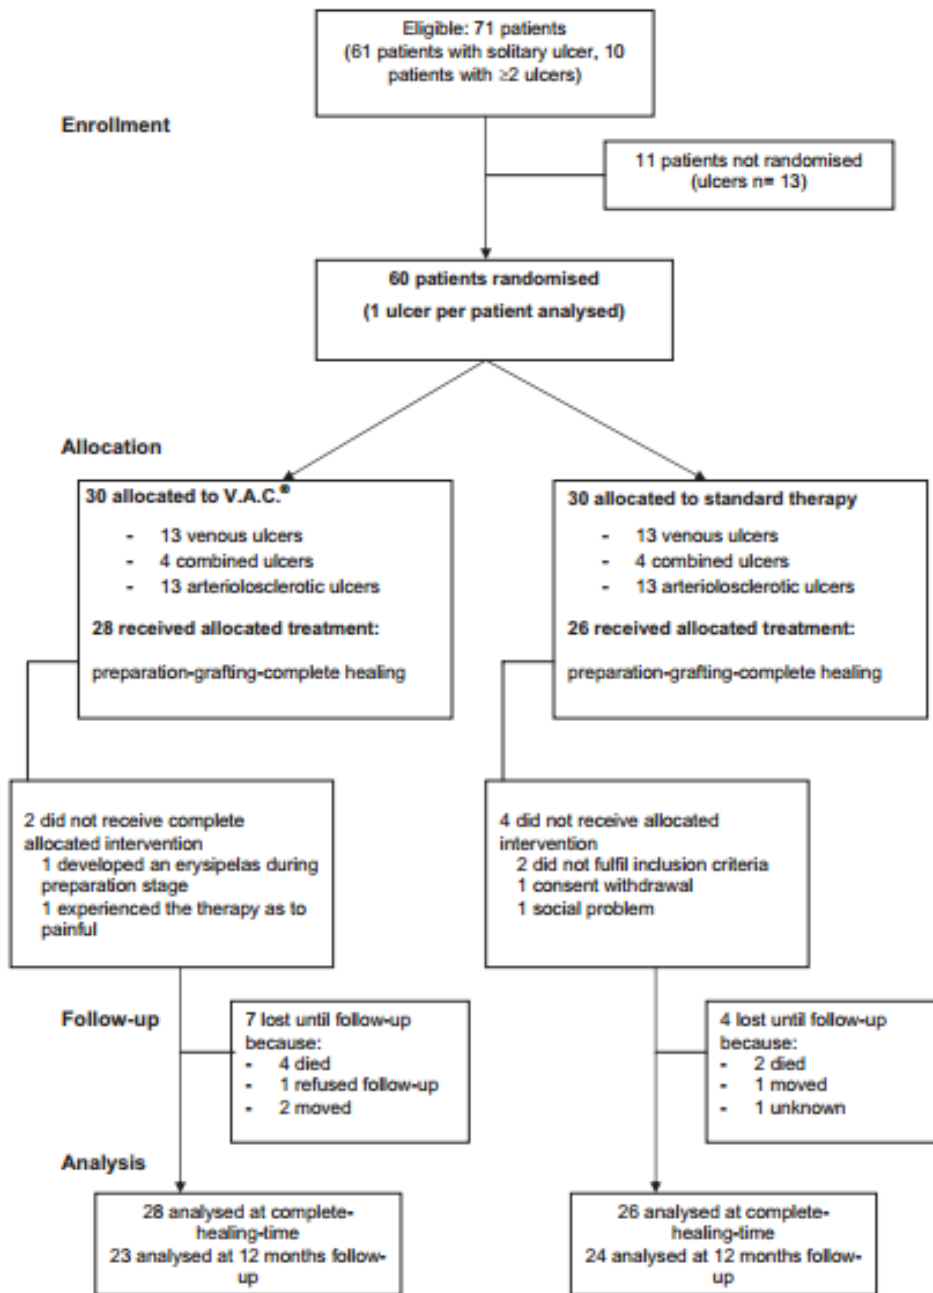 Eligible: 71 patients
(61 patients with solitary ulcer, 10
patients with ≥2 ulcers)
Enrollment
11 patients not randomised
(ulcers n= 13)
60 patients randomised
(1 ulcer per patient analysed)
Allocation
30 allocated to V.A.C.®
- 13 venous ulcers
- 4 combined ulcers
- 13 arteriolosclerotic ulcers
28 received allocated treatment:
preparation-grafting-complete healing
30 allocated to standard therapy
- 13 venous ulcers
- 4 combined ulcers
- 13 arteriolosclerotic ulcers
26 received allocated treatment:
preparation-grafting-complete healing
2 did not receive complete
allocated intervention
1 developed an erysipelas during
preparation stage
1 experienced the therapy as to
painful
4 did not receive allocated
intervention
2 did not fulfil inclusion criteria
1 consent withdrawal
1 social problem
Follow-up
7 lost until follow-up
because:
- 4 died
- 1 refused follow-up
- 2 moved
4 lost until follow-up
because:
- 2 died
- 1 moved
- 1 unknown
Analysis
28 analysed at complete-
healing-time
23 analysed at 12 months follow-
up
26 analysed at complete-
healing-time
24 analysed at 12 months follow-
up